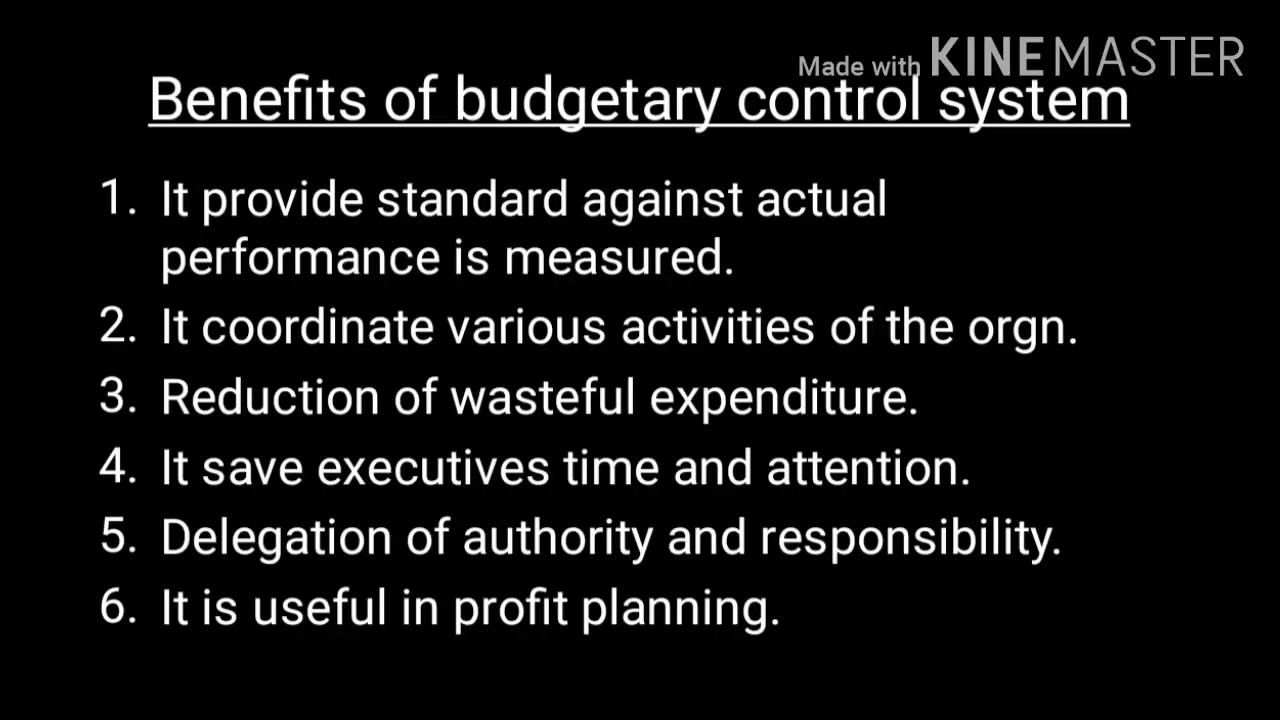 Made with KINEMASTER
Benefits of budgetary control system
1. It provide standard against actual
performance is measured.
2. It coordinate various activities of the orgn.
3. Reduction of wasteful expenditure.
4. It save executives time and attention.
5. Delegation of authority and responsibility.
6. It is useful in profit planning.